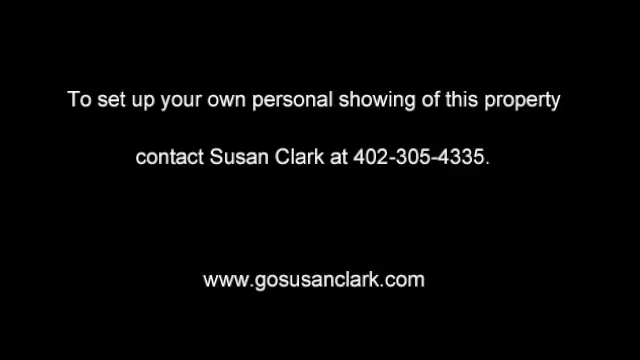 To set up your own personal showing of this property
contact Susan Clark at 402-305-4335.
www.gosusanclark.com